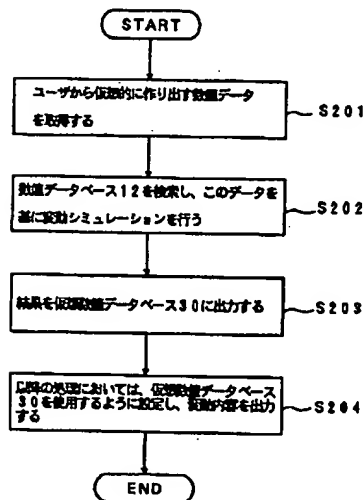 START
ユーザから仮想的に作り出す数値データ
を取得する
S201
数値データベース12を検索し、このデータを
基に変動シミュレーションを行う
S202
結果を仮想数値データベース30に出力する
S203
以降の処理においては、仮想数値データベース
30を使用するように設定し、変動内容を出力
する
S204
END